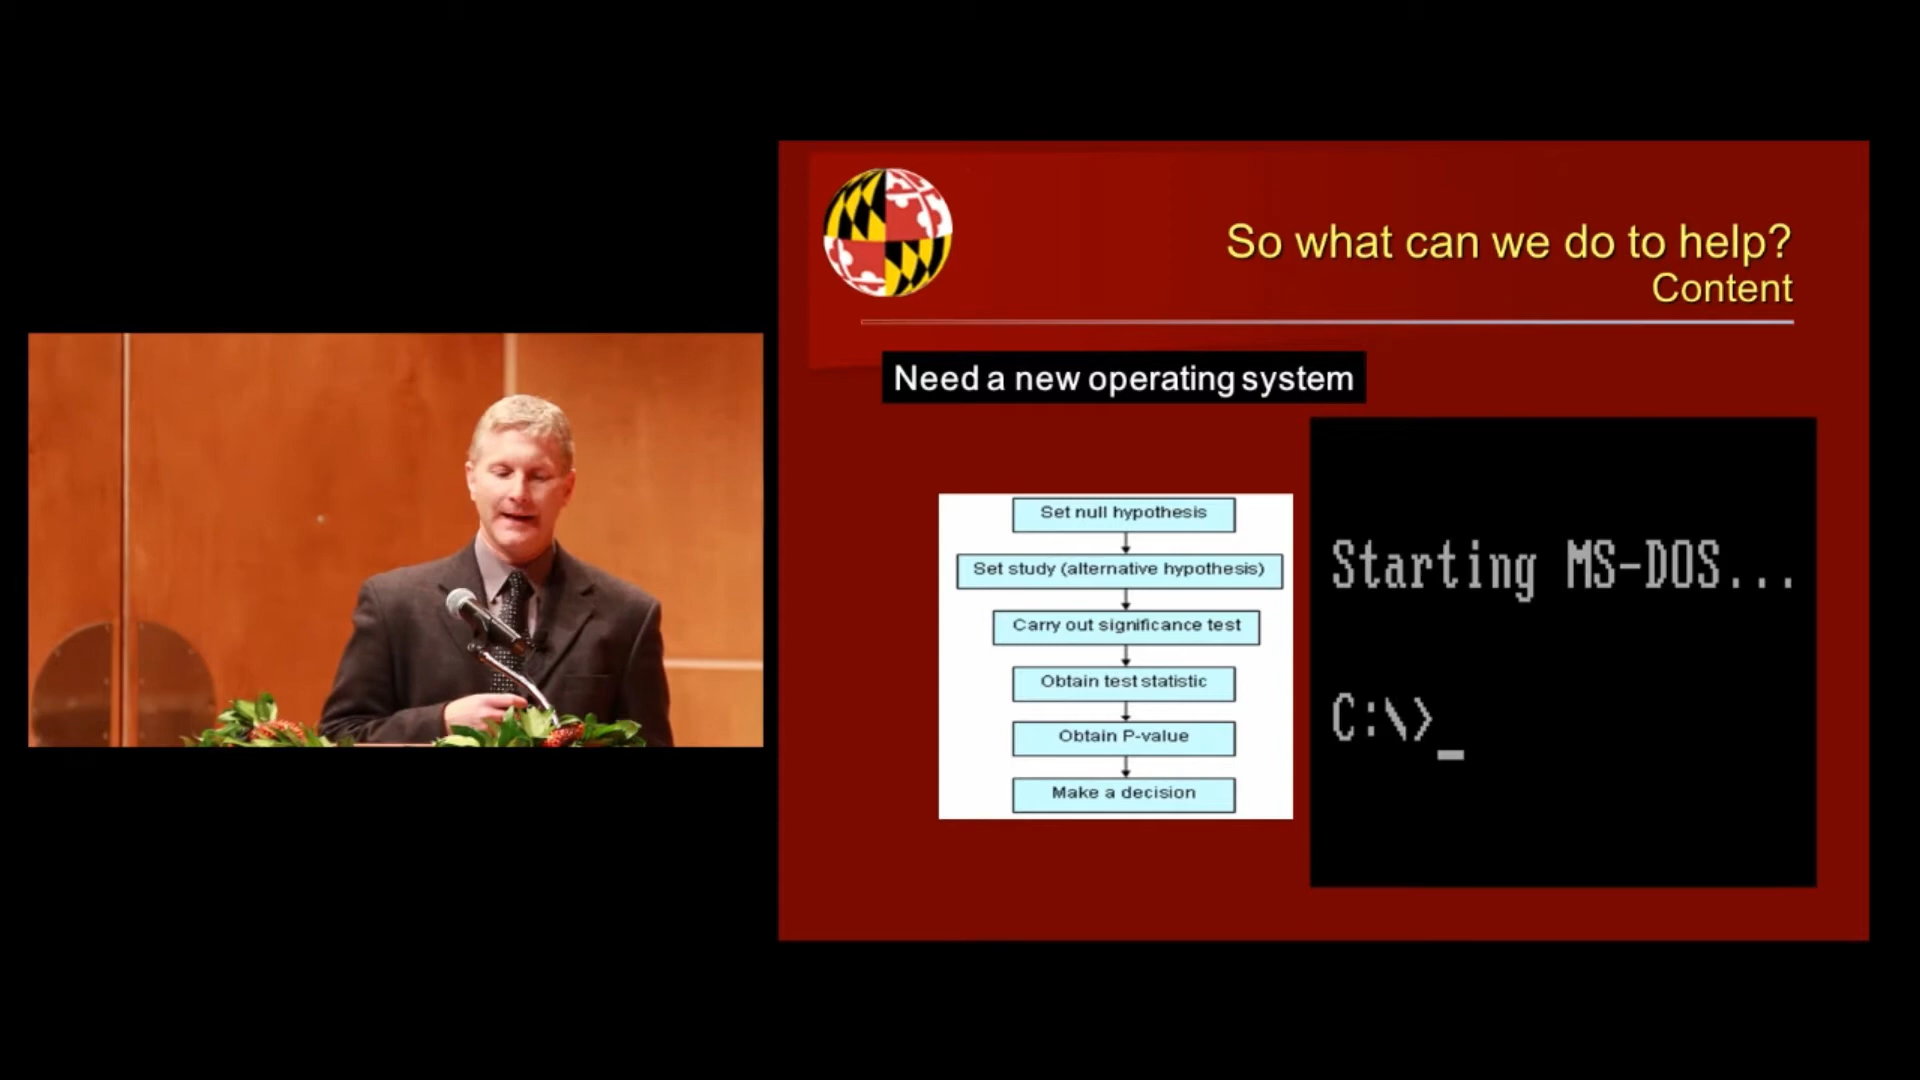 So what can we do to help?
Content
Need a new operating system
Set null hypothesis
Set study (alternative hypothesis)
Carry out significance test
Obtain test statistic
Obtain P-value
Make a decision
Starting MS-DOS...
C:\>_